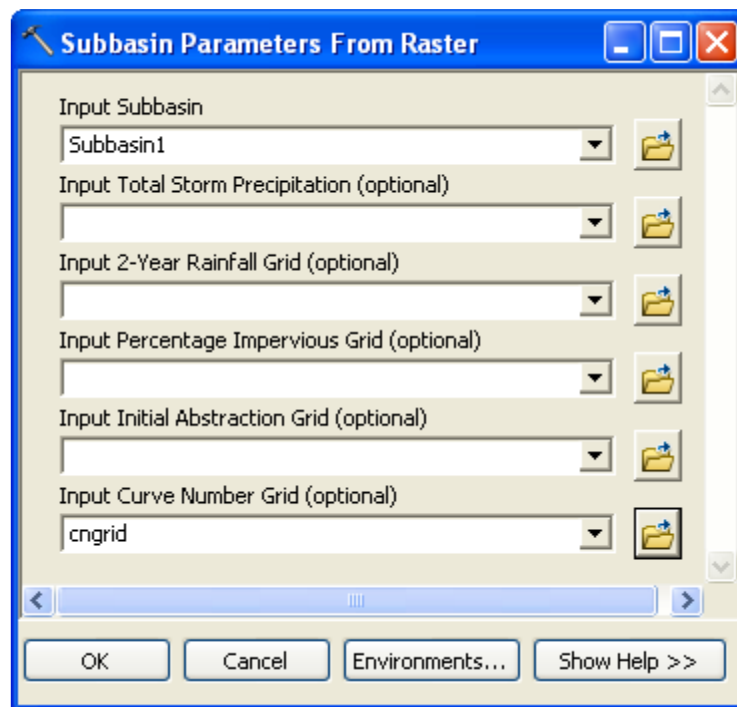 Subbasin Parameters From Raster
Input Subbasin
Subbasin1
Input Total Storm Precipitation (optional)
Input 2-Year Rainfall Grid (optional)
Input Percentage Impervious Grid (optional)
Input Initial Abstraction Grid (optional)
Input Curve Number Grid (optional)
cngrid
OK Cancel Environments... Show Help >>